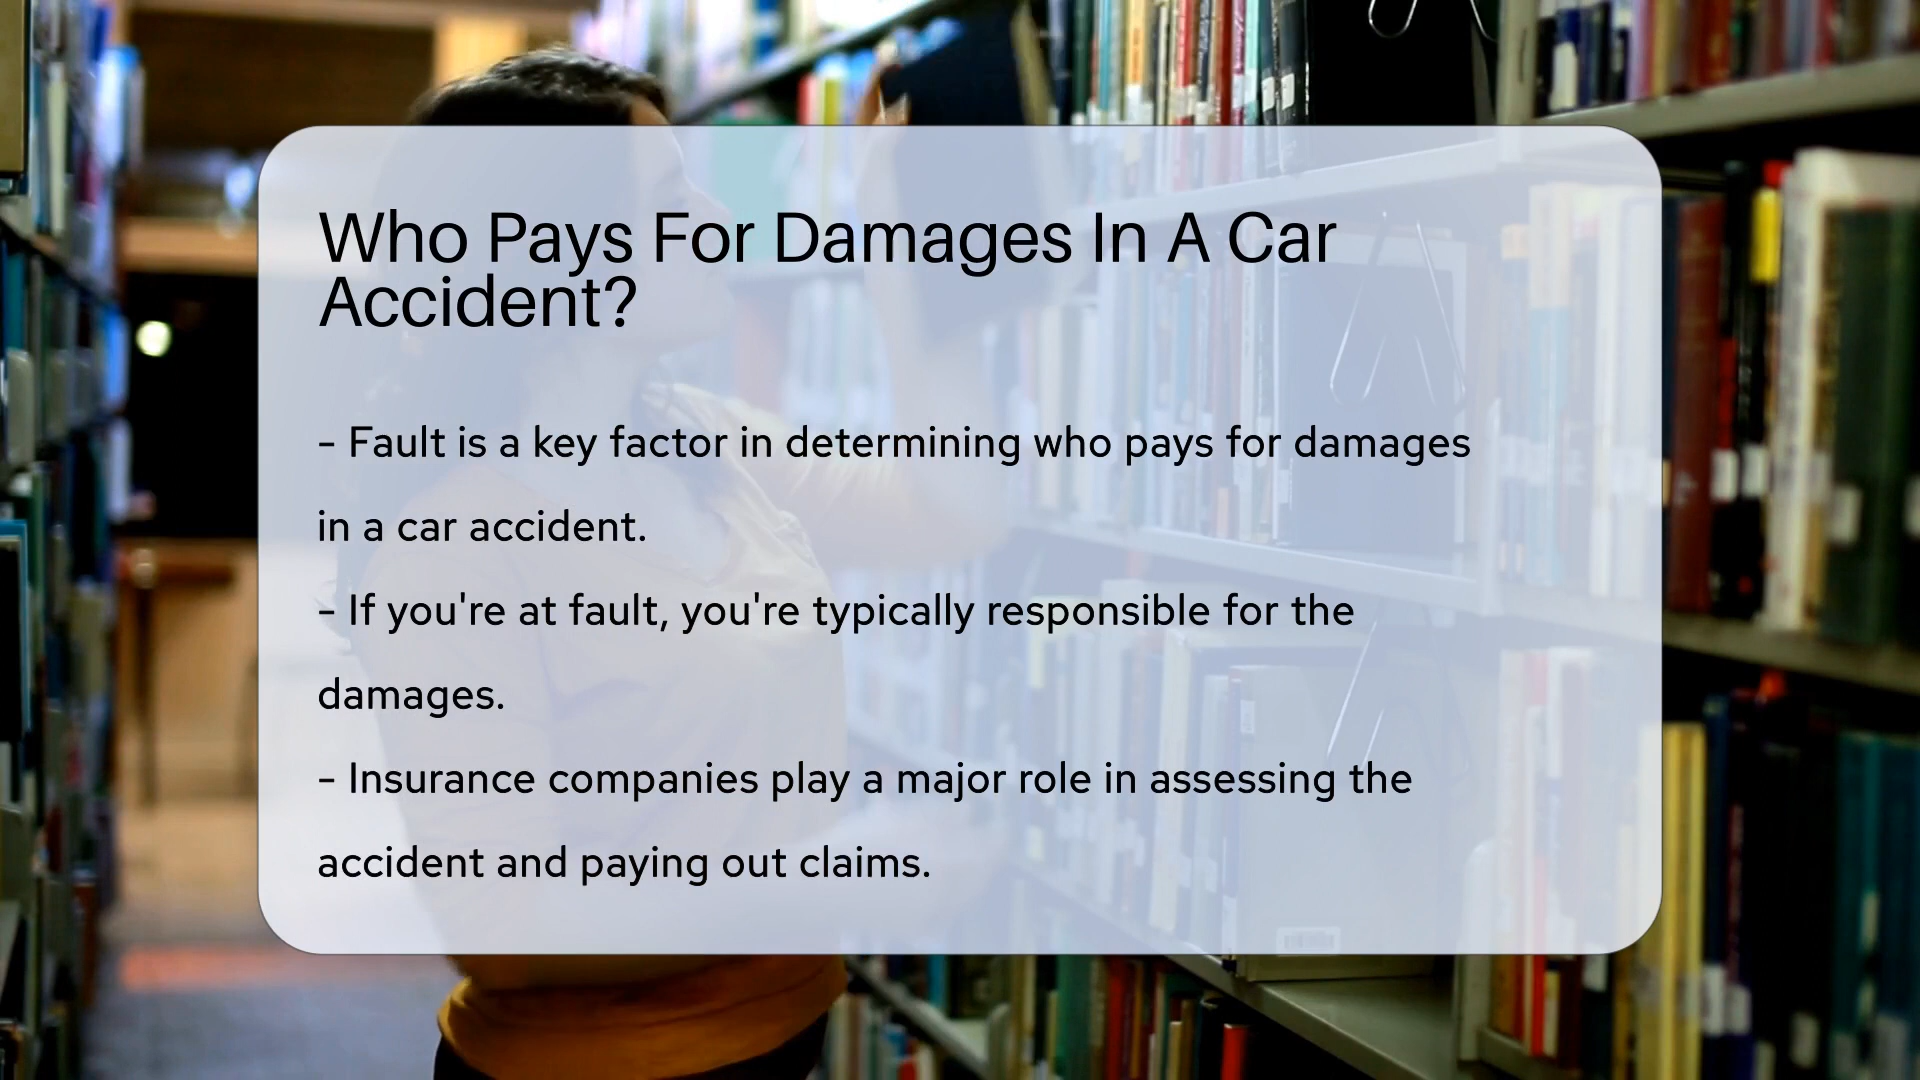 Who Pays For Damages In A Car
Accident?
- Fault is a key factor in determining who pays for damages
in a car accident.
- If you're at fault, you're typically responsible for the
damages.
- Insurance companies play a major role in assessing the
accident and paying out claims.